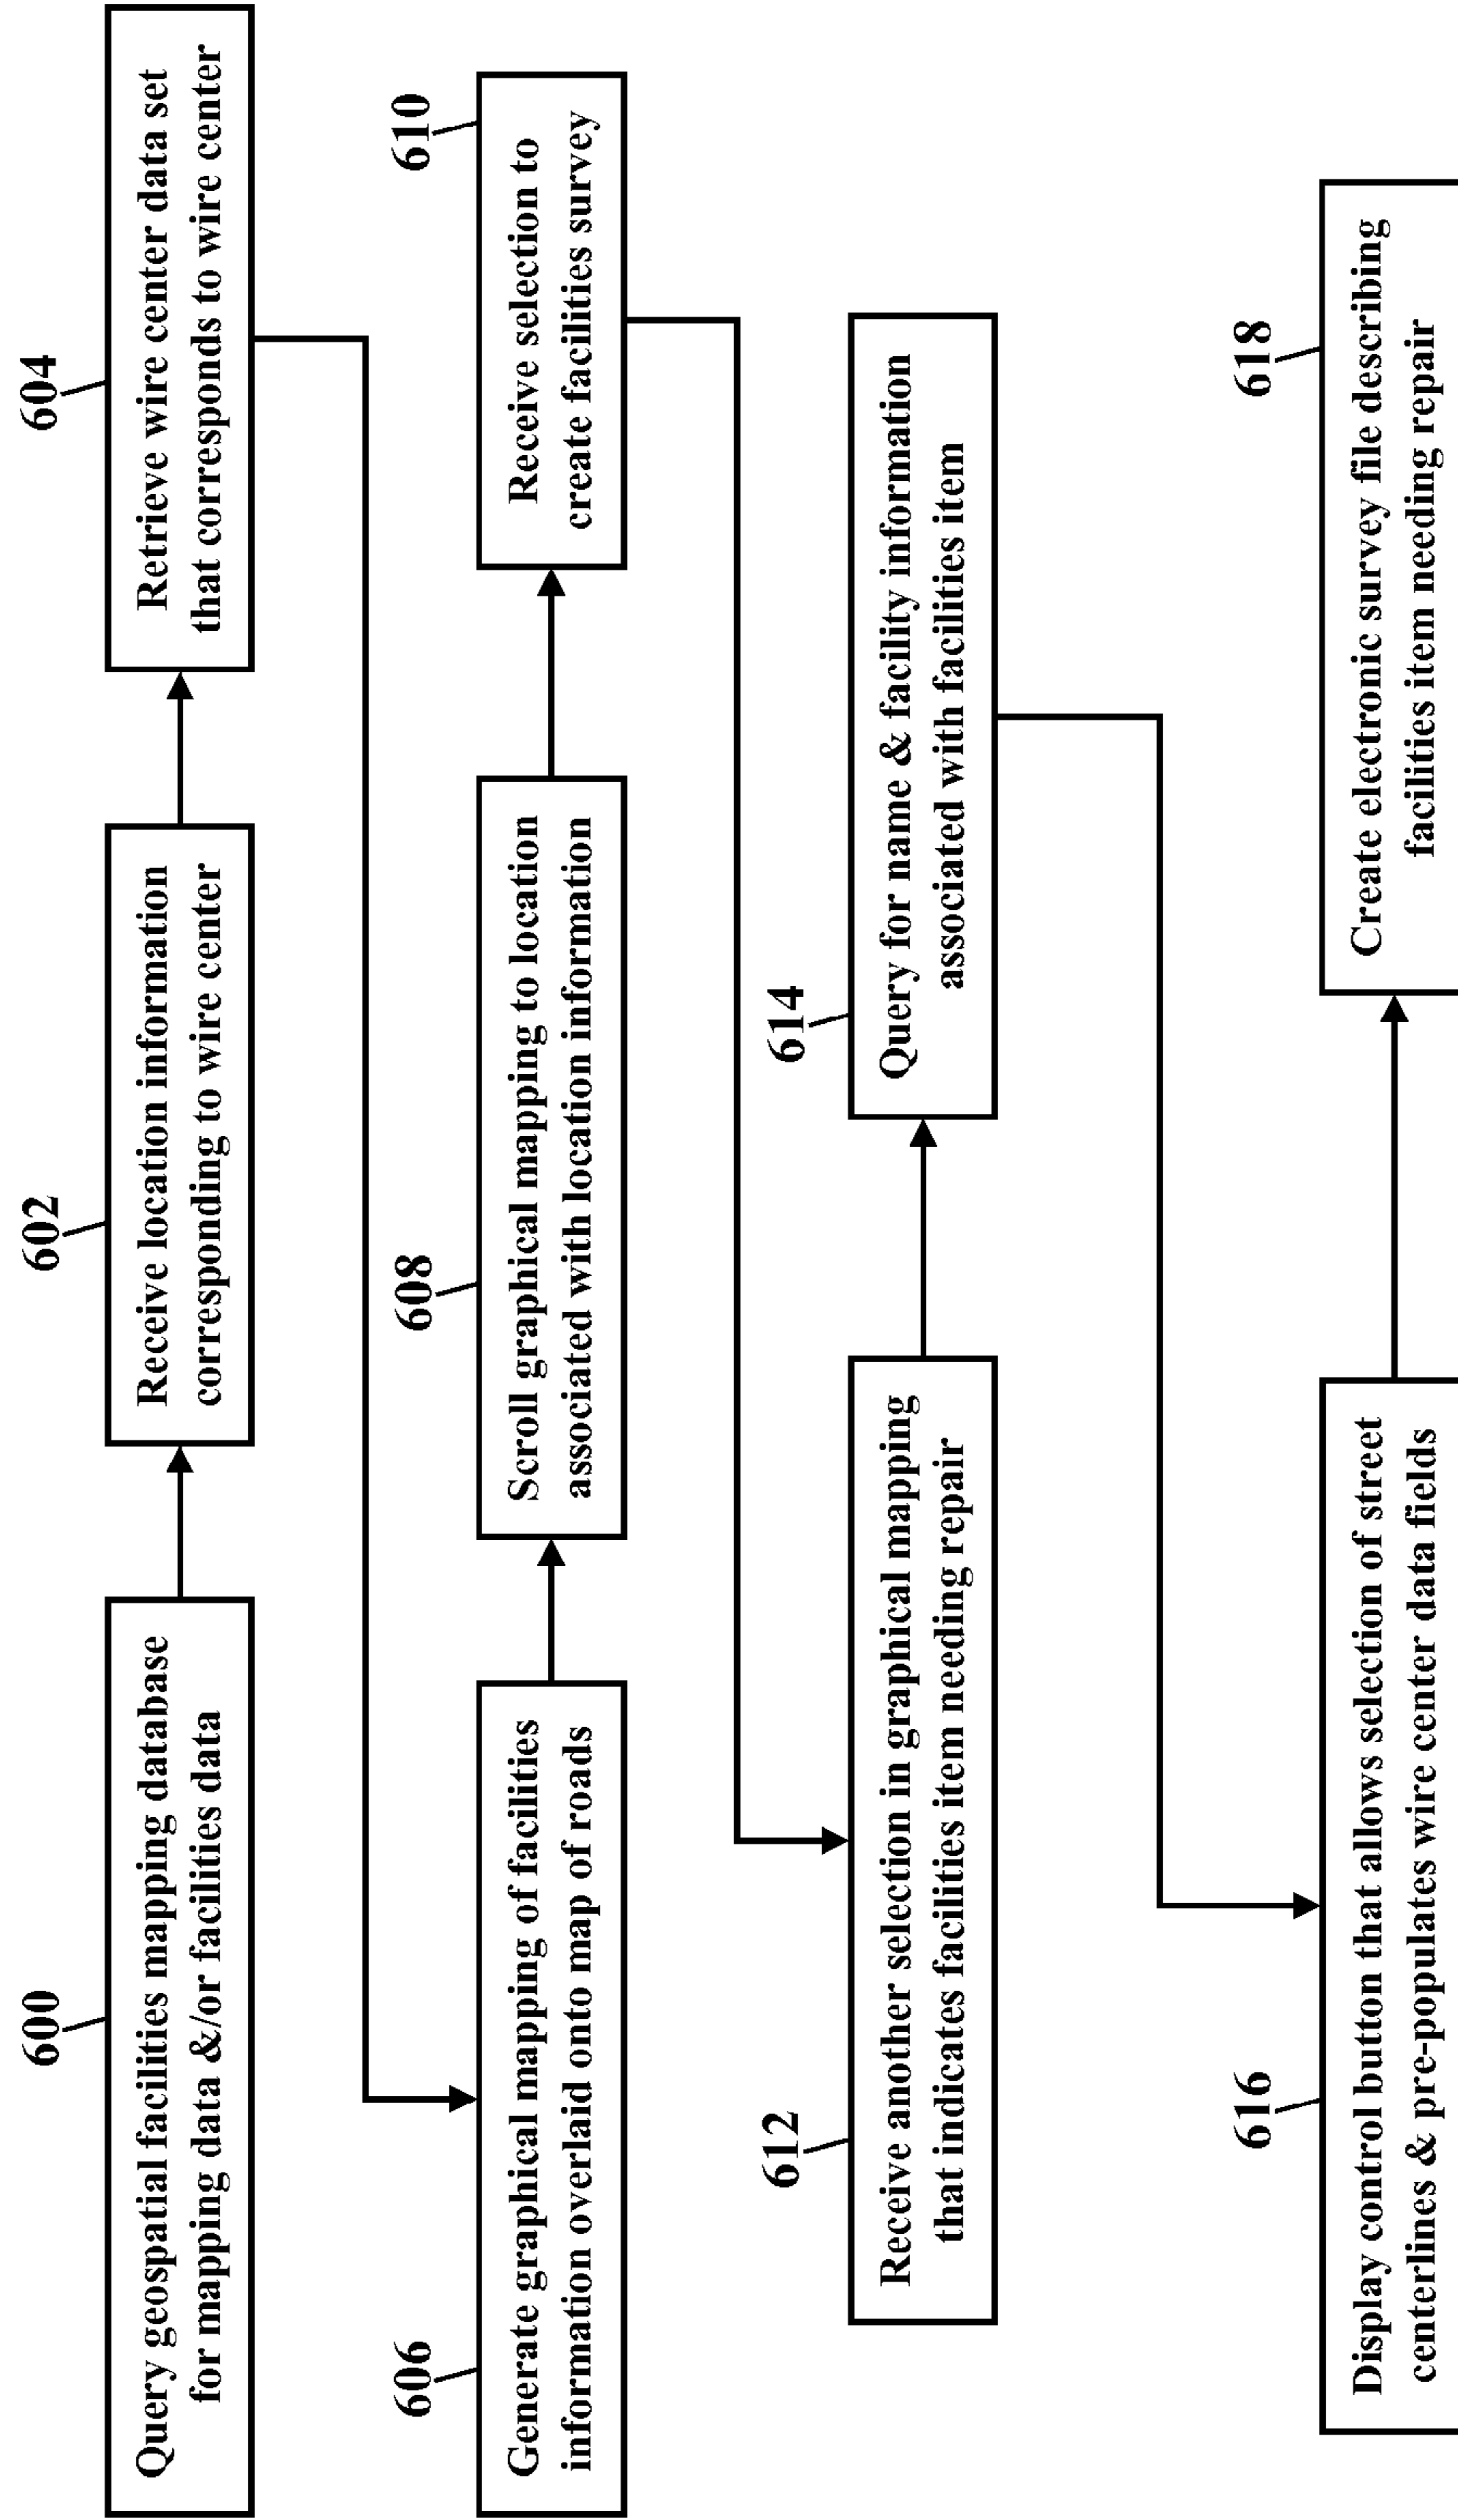 600
Query geospatial facilities mapping database
for mapping data &/or facilities data
602
Receive location information
corresponding to wire center
604
Retrieve wire center data set
that corresponds to wire center
606
Generate graphical mapping of facilities
information overlaid onto map of roads
608
Scroll graphical mapping to location
associated with location information
610
Receive selection to
create facilities survey
612
Receive another selection in graphical mapping
that indicates facilities item needing repair
614
Query for name & facility information
associated with facilities item
616
Display control button that allows selection of street
centerlines & pre-populates wire center data fields
618
Create electronic survey file describing
facilities item needing repair